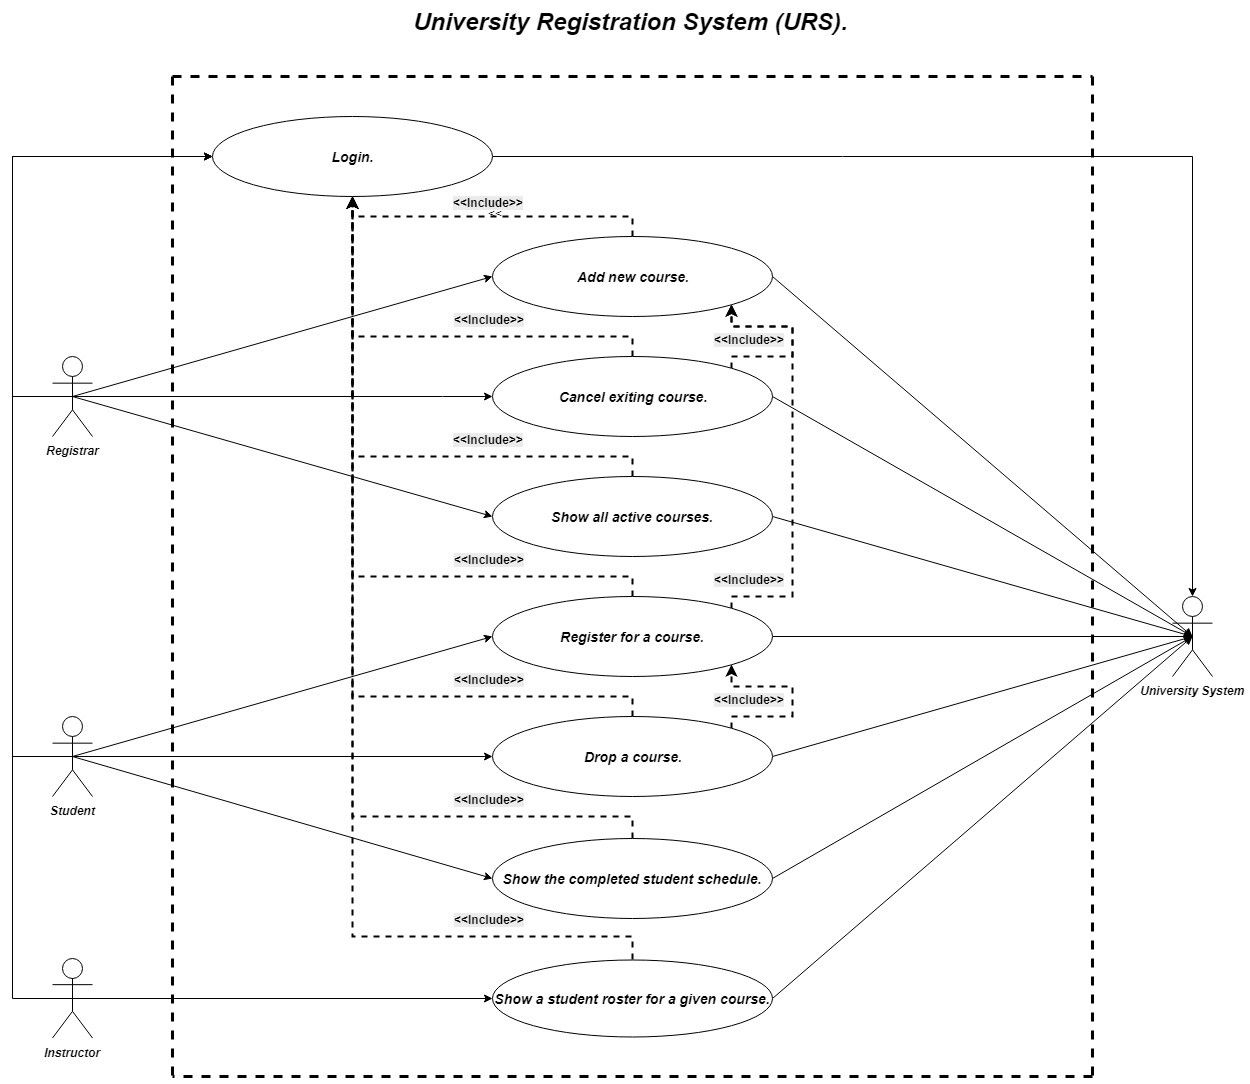 University Registration System (URS).
Login.
<<Include>>
<<
Add new course.
<<Include>>
<<Include>>
Cancel exiting course.
Registrar
<<Include>>
Show all active courses.
<<Include>>
<<Include>>
Register for a course.
University System
<<Include>>
<<Include>>
Drop a course.
Student
<<Include>>
Show the completed student schedule.
<<Include>>
Show a student roster for a given course.
Instructor